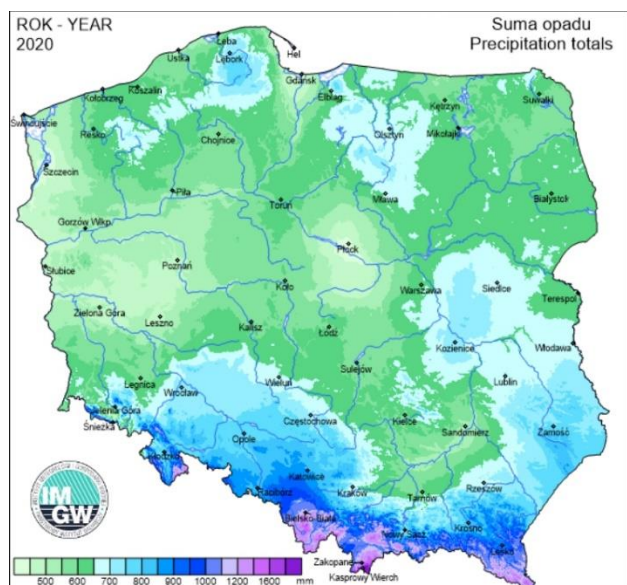 ROK - YEAR
2020
Suma opadu
Precipitation totals
Łeba
Ustka
Lębork
Hel
Gdańsk
Koszalin
Kołobrzeg
Elbląg
Kętrzyn
Suwałki
Świnoujście
Resko
Chojnice
Olsztyn
Mikołajki
Szczecin
Piła
Toruń
Mława
Białystok
Gorzów Wlkp.
Płock
Słubice
Poznań
Koło
Warszawa
Siedlce
Terespol
Zielona Góra
Leszno
Kalisz
Łódź
Kozienice
Włodawa
Sulejów
Legnica
Wrocław
Wieluń
Lublin
Jelenia Góra
Śnieżka
Częstochowa
Kielce
Sandomierz
Zamość
Opole
Kłodzko
Katowice
Racibórz
Kraków
Tarnów
Rzeszów
Bielsko-Biała
Nowy Sącz
Krosno
Lesko
Zakopane
Kasprowy Wierch
IM
GW
500 600 700 800 900 1000 1200 1600 mm